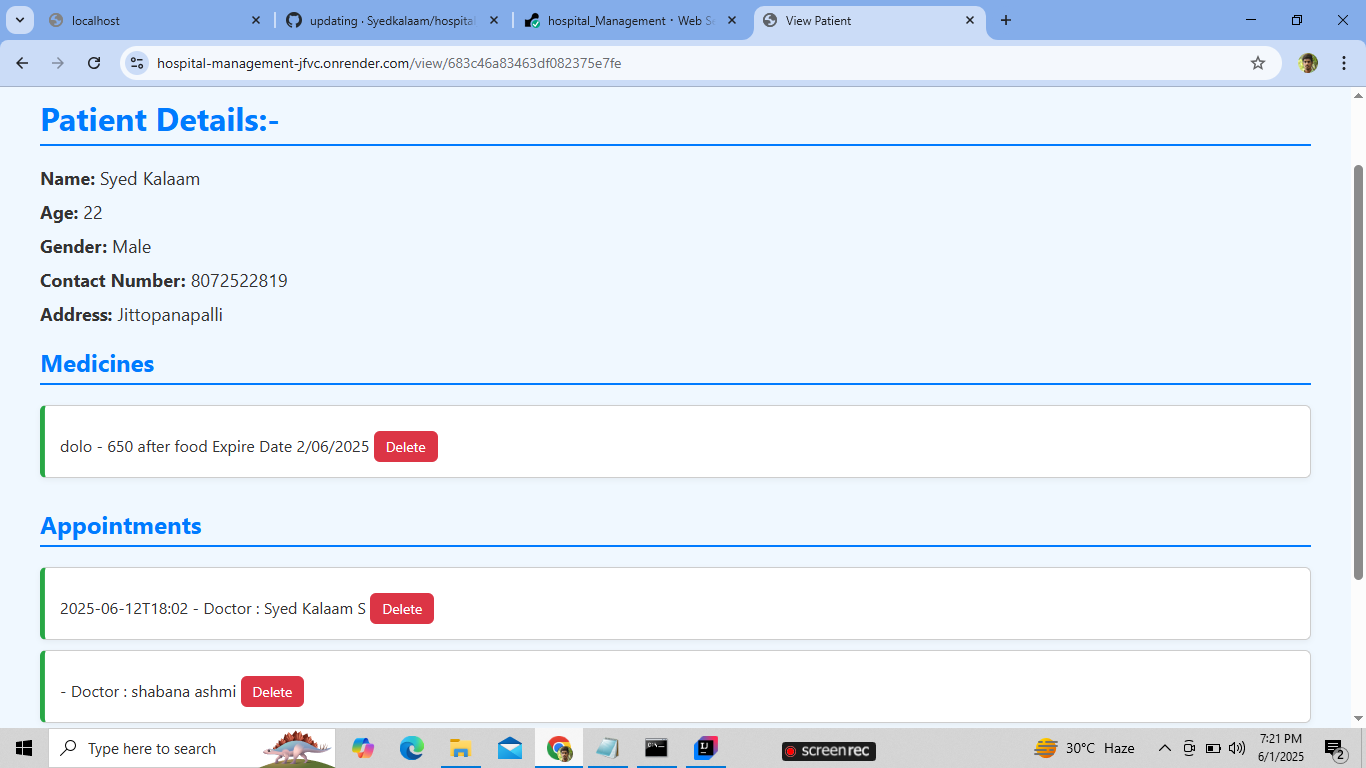 localhost
updating · Syedkalaam/hospital
hospital_Management · Web Se
View Patient
hospital-management-jfvc.onrender.com/view/683c46a83463df082375e7fe
Patient Details:-
Name: Syed Kalaam
Age: 22
Gender: Male
Contact Number: 8072522819
Address: Jittopanapalli
Medicines
dolo - 650 after food Expire Date 2/06/2025 Delete
Appointments
2025-06-12T18:02 - Doctor : Syed Kalaam S Delete
- Doctor : shabana ashmi Delete
Type here to search
screenrec
30°C Haze
7:21 PM
6/1/2025
2